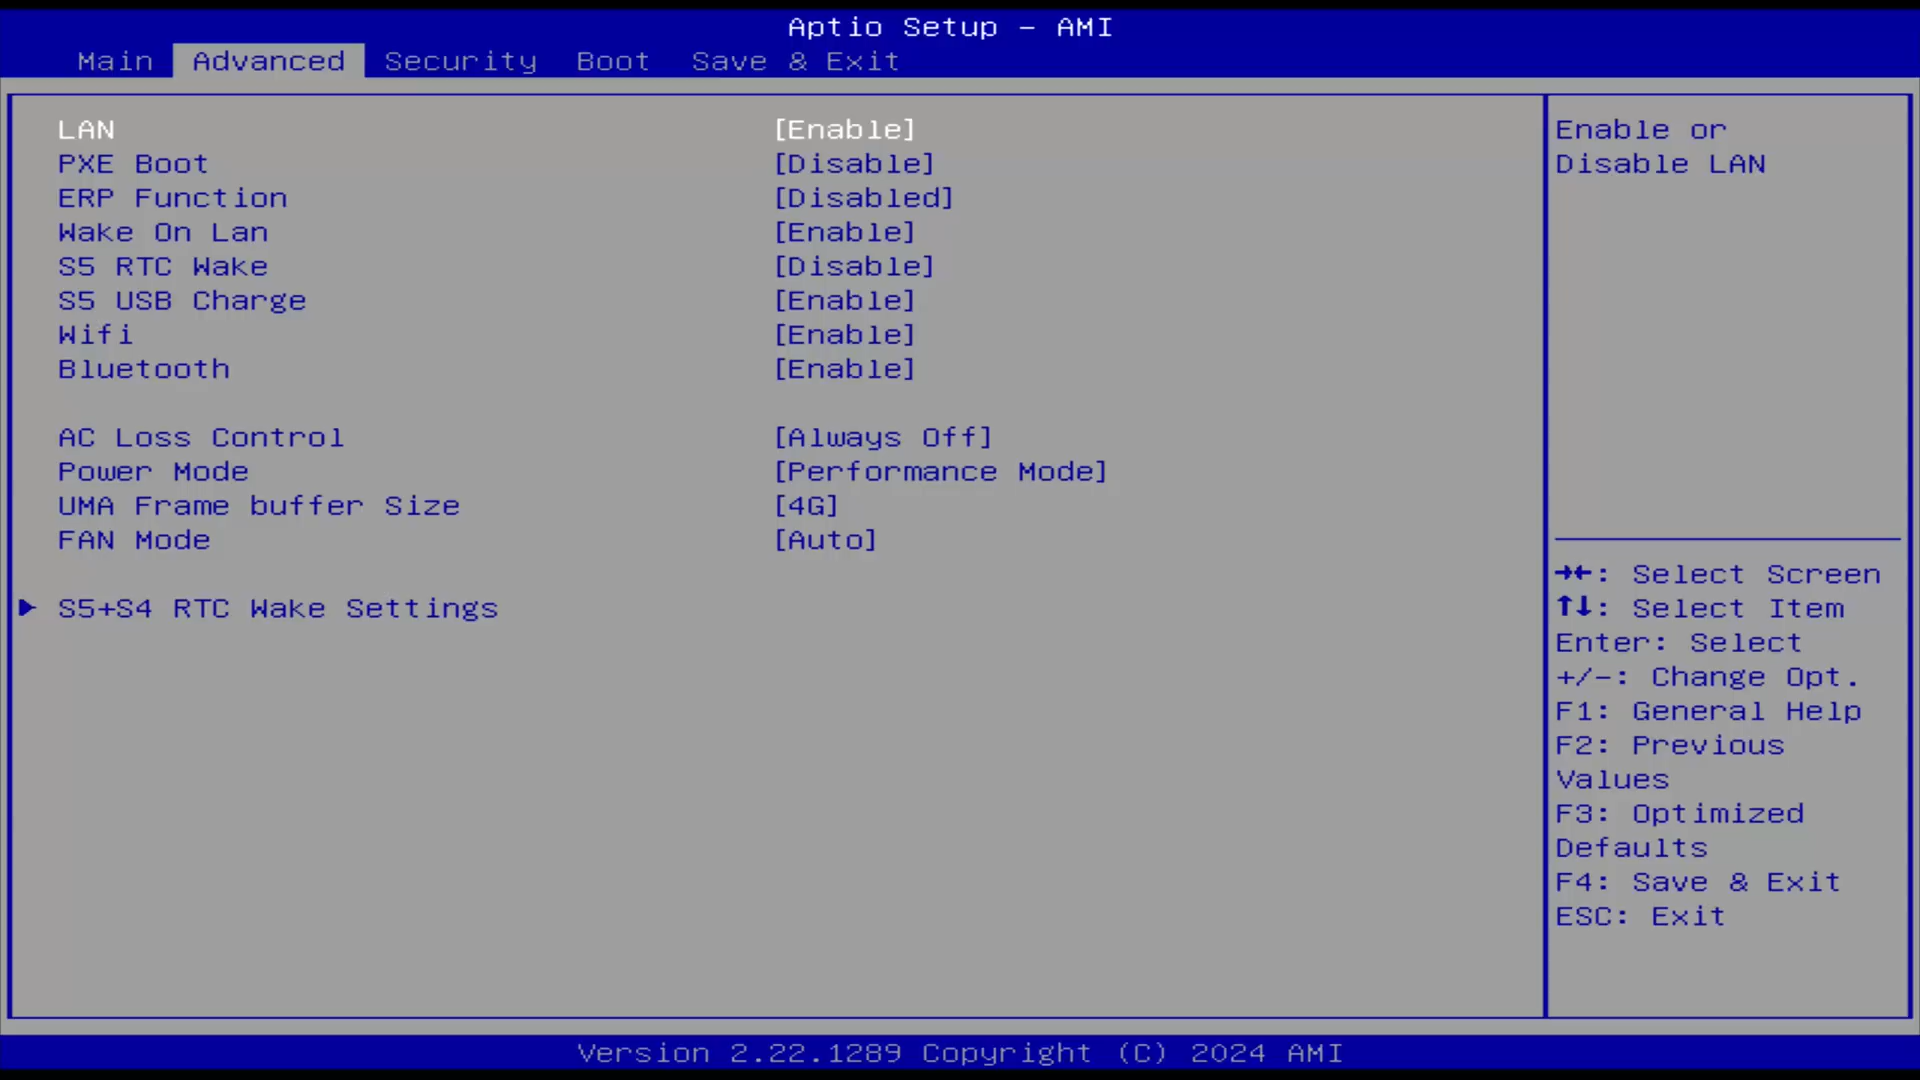 Aptio Setup – AMI
Main Advanced Security Boot Save & Exit
LAN [Enable]
PXE Boot [Disable]
ERP Function [Disabled]
Wake On Lan [Enable]
S5 RTC Wake [Disable]
S5 USB Charge [Enable]
Wifi [Enable]
Bluetooth [Enable]
AC Loss Control [Always Off]
Power Mode [Performance Mode]
UMA Frame buffer Size [4G]
FAN Mode [Auto]
► S5+S4 RTC Wake Settings
Enable or
Disable LAN
→←: Select Screen
↑↓: Select Item
Enter: Select
+/-: Change Opt.
F1: General Help
F2: Previous
Values
F3: Optimized
Defaults
F4: Save & Exit
ESC: Exit
Version 2.22.1289 Copyright (C) 2024 AMI